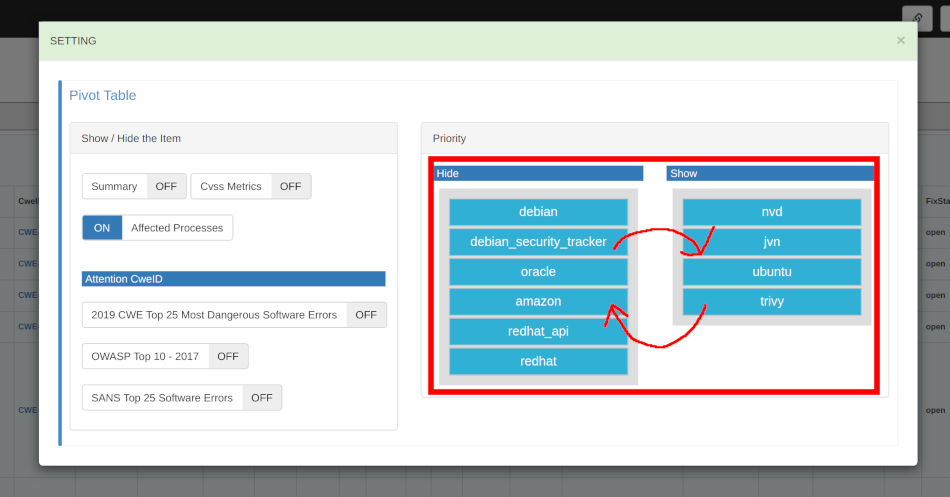 SETTING ×
Pivot Table
Show / Hide the Item
Summary OFF Cvss Metrics OFF
ON Affected Processes
Attention CweID
2019 CWE Top 25 Most Dangerous Software Errors OFF
OWASP Top 10 - 2017 OFF
SANS Top 25 Software Errors OFF
Priority
Hide
debian
debian_security_tracker
oracle
amazon
redhat_api
redhat
Show
nvd
jvn
ubuntu
trivy
CWE
CWE
CWE
CWE
CWE
open
open
open
open
open